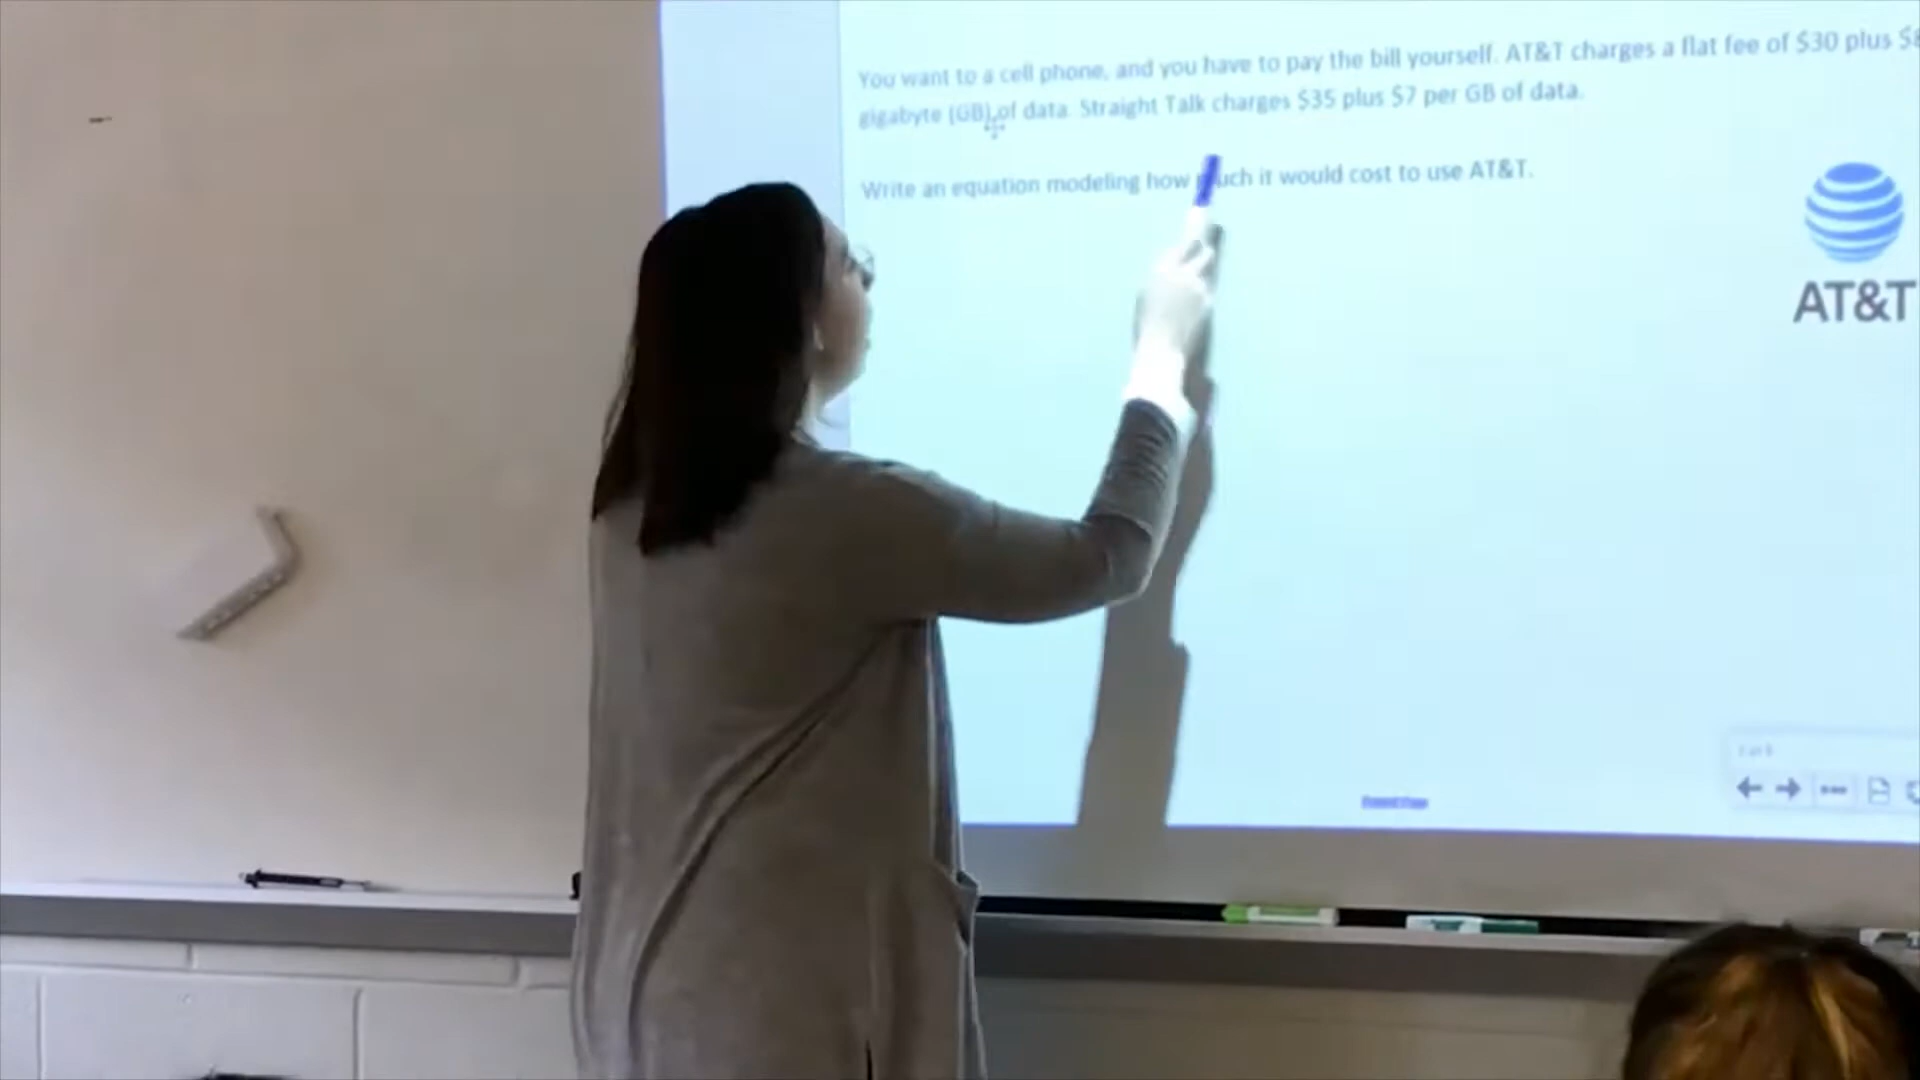 You want to a cell phone, and you have to pay the bill yourself. AT&T charges a flat fee of $30 plus $8
gigabyte (GB) of data. Straight Talk charges $35 plus $7 per GB of data.
Write an equation modeling how much it would cost to use AT&T.
AT&T